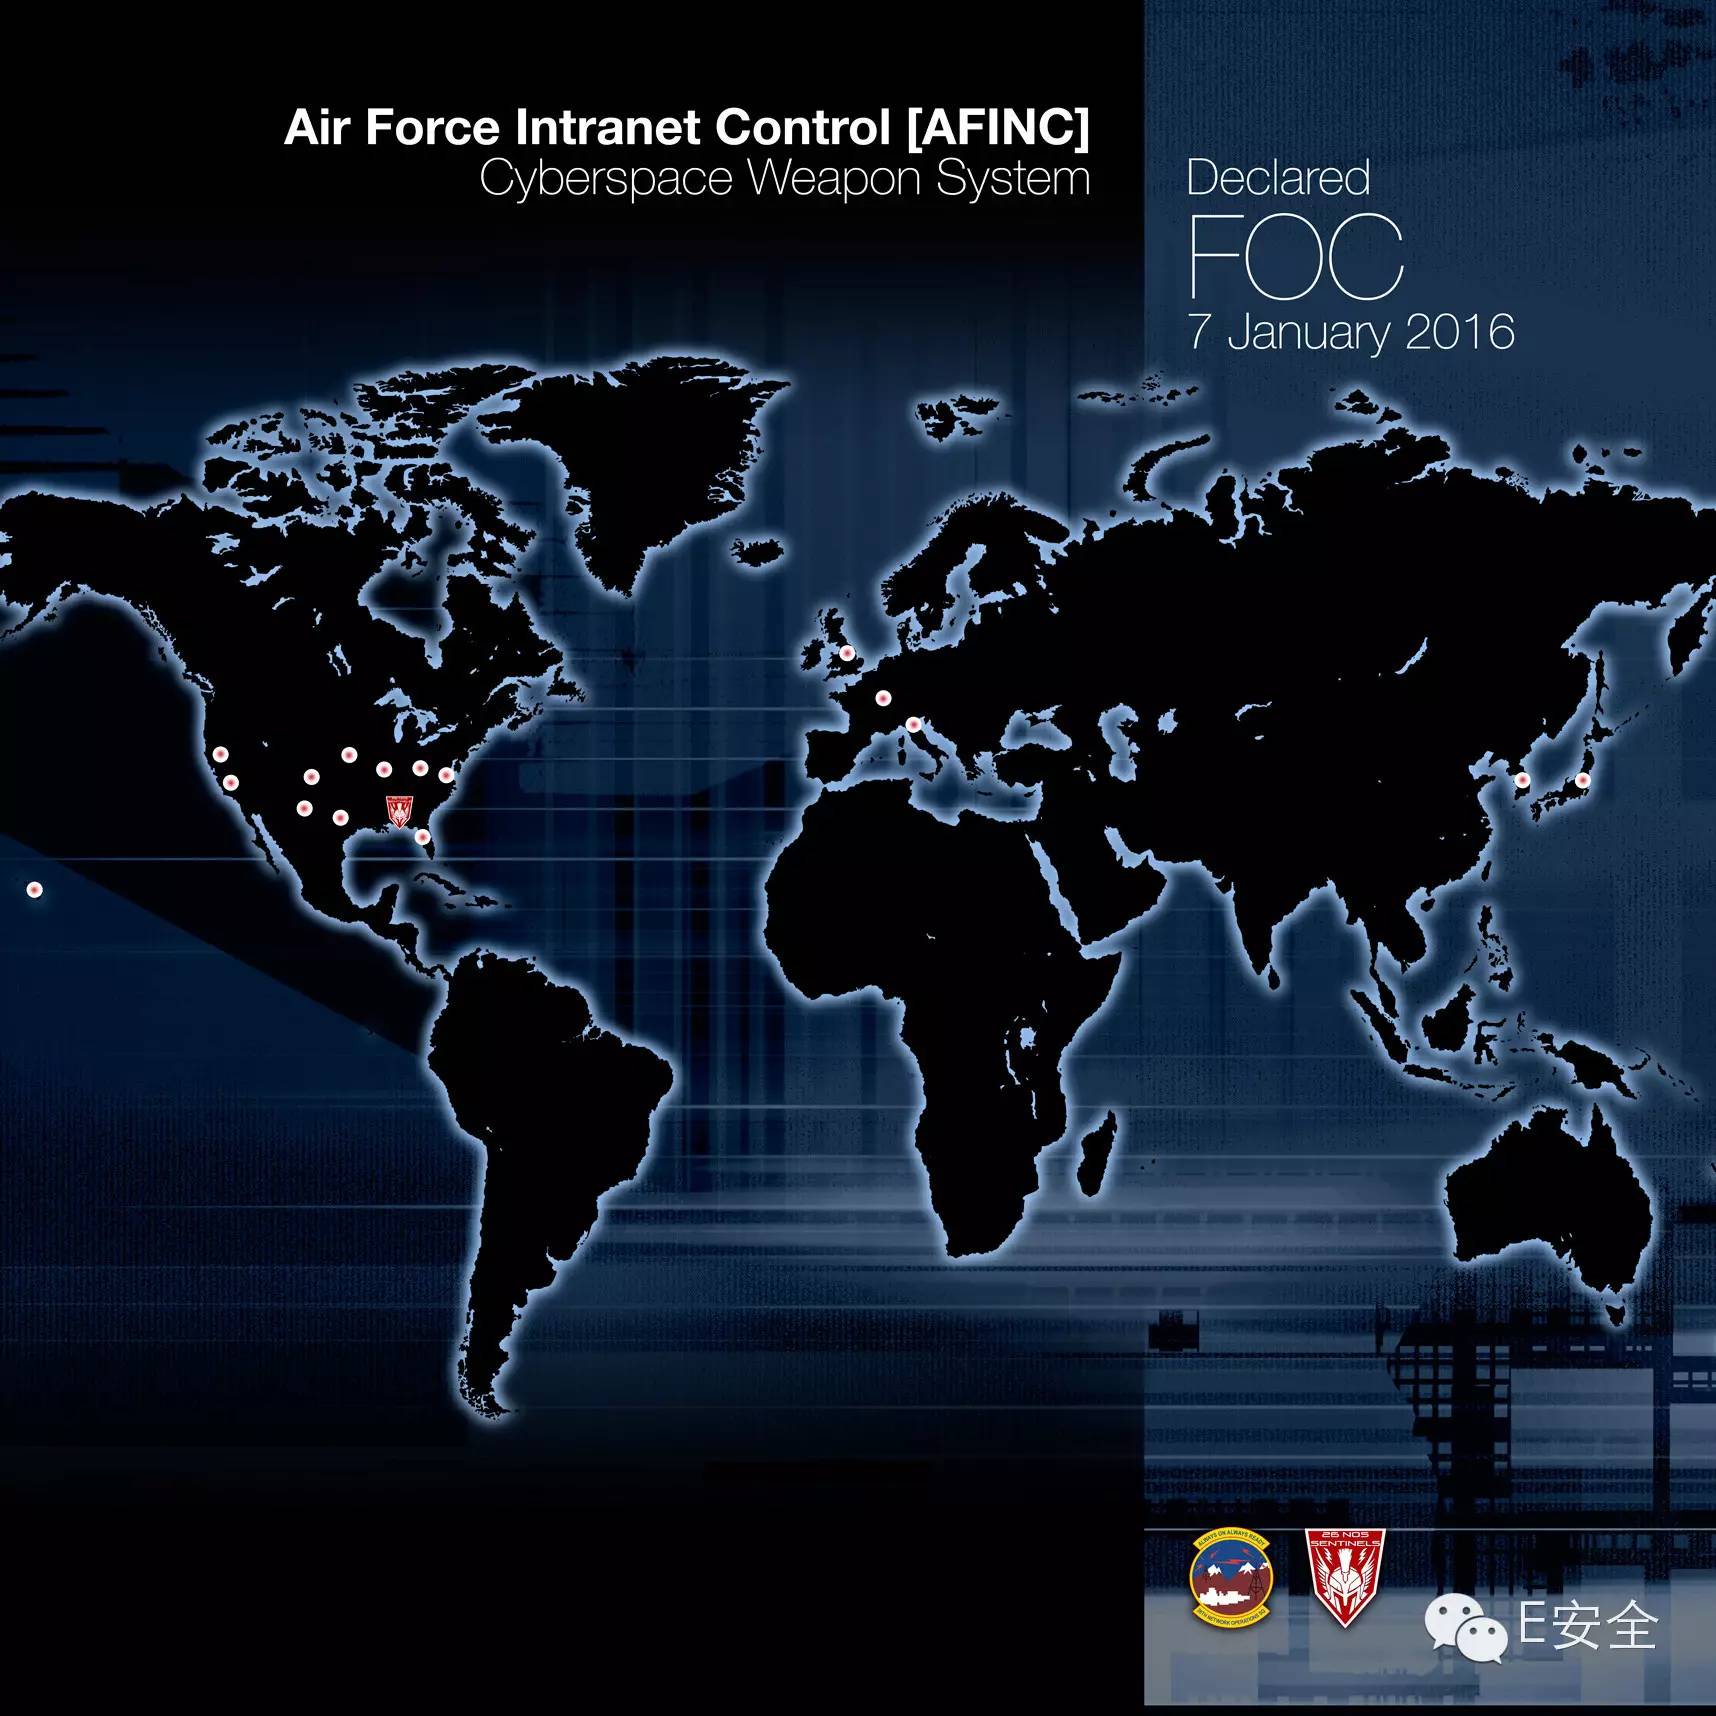 Air Force Intranet Control [AFINC]
Cyberspace Weapon System
Declared
FOC
7 January 2016
ALWAYS ON ALWAYS READY
26TH NETWORK OPERATIONS SQ
26 NOS
SENTINELS
E安全